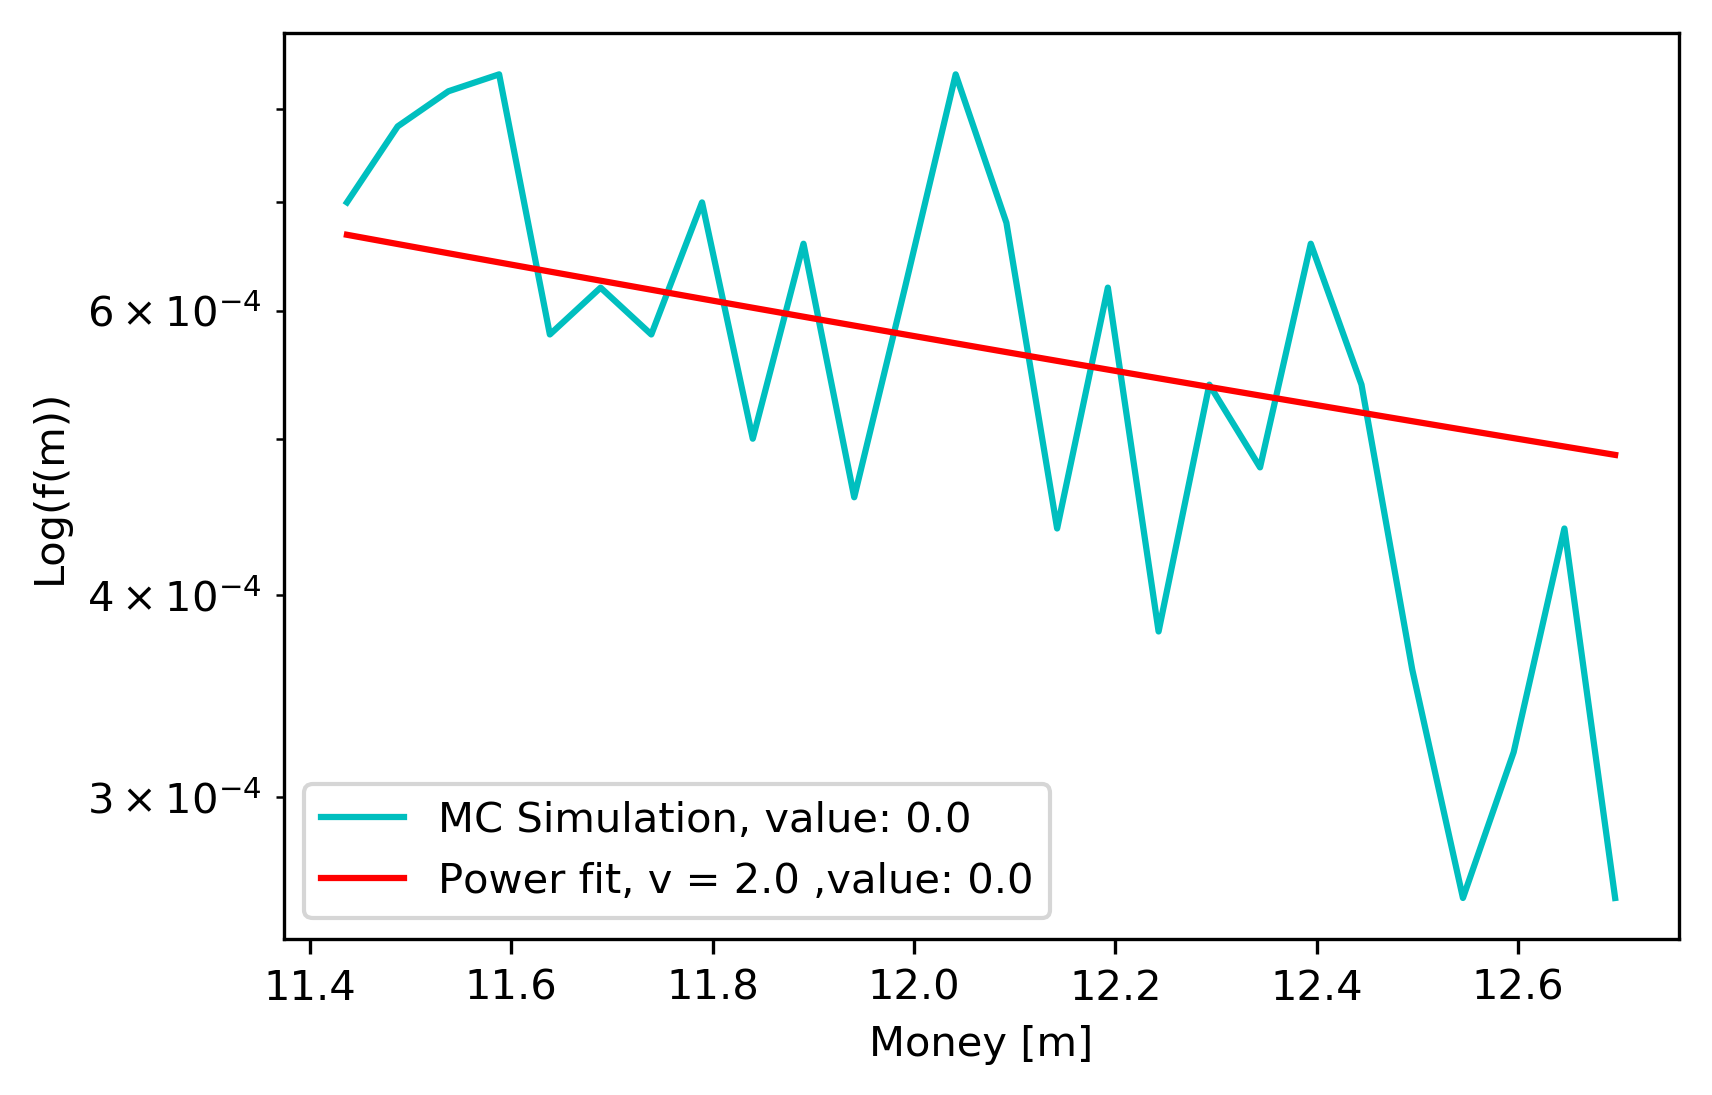 6 × 10⁻⁴
4 × 10⁻⁴
3 × 10⁻⁴
Log(f(m))
MC Simulation, value: 0.0
Power fit, v = 2.0 ,value: 0.0
11.4 11.6 11.8 12.0 12.2 12.4 12.6
Money [m]